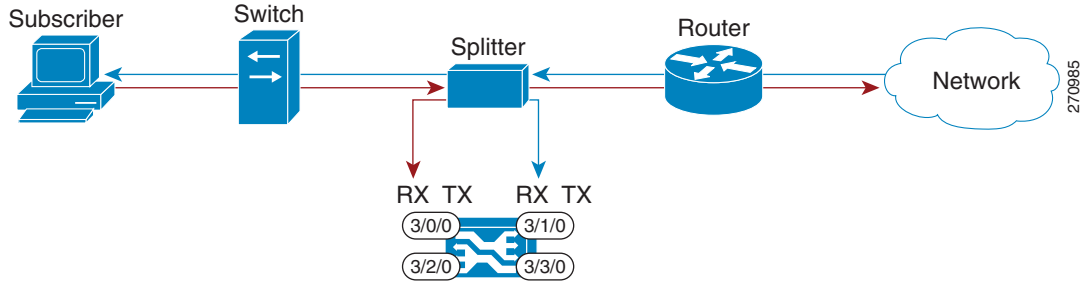 Subscriber
Switch
Splitter
Router
Network
270985
RX TX
RX TX
3/0/0
3/1/0
3/2/0
3/3/0